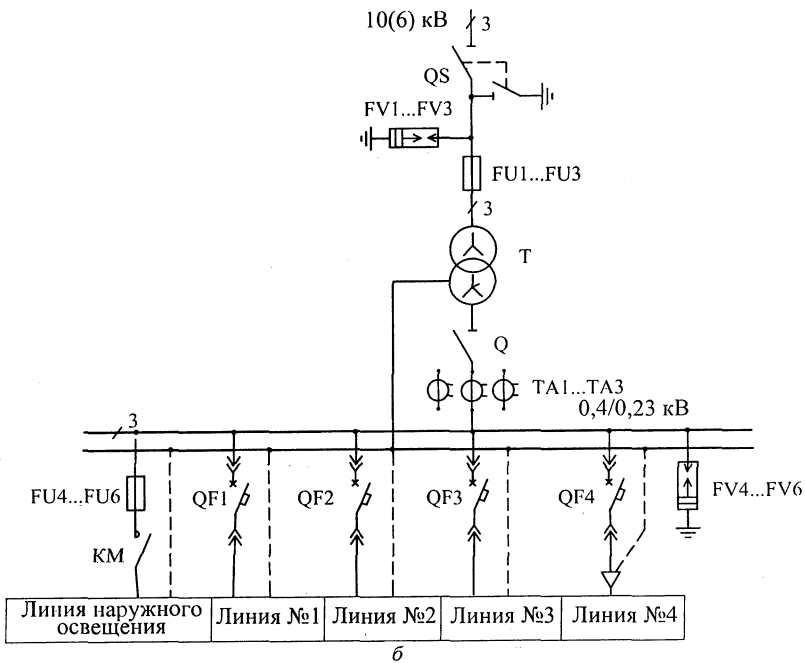 10(6) кВ
3
QS
FV1...FV3
FU1...FU3
3
T
Q
TA1...TA3
0,4/0,23 кВ
3
FU4...FU6
QF1
QF2
QF3
QF4
FV4...FV6
KM
Линия наружного
освещения
Линия №1
Линия №2
Линия №3
Линия №4
б